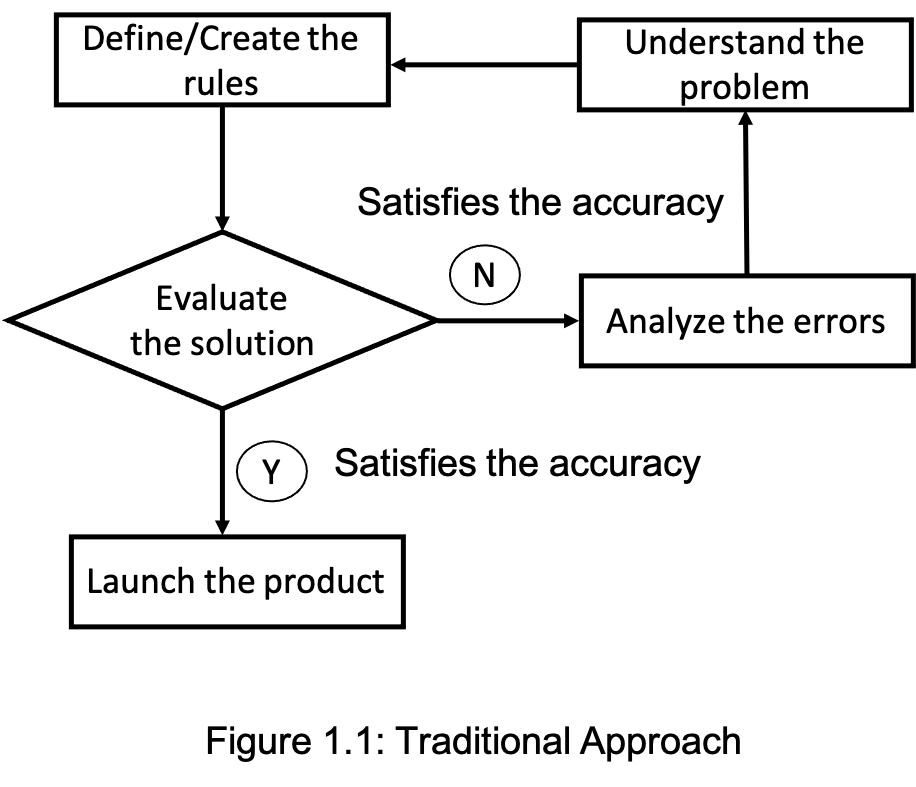 Define/Create the
rules
Understand the
problem
Satisfies the accuracy
N
Evaluate
the solution
Analyze the errors
Y
Satisfies the accuracy
Launch the product
Figure 1.1: Traditional Approach